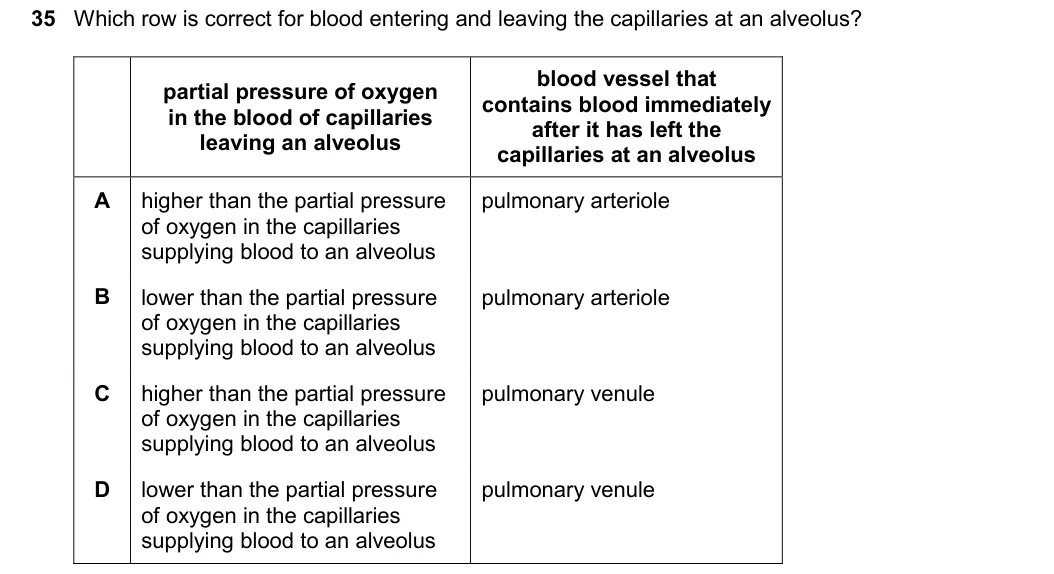 35 Which row is correct for blood entering and leaving the capillaries at an alveolus?
partial pressure of oxygen
in the blood of capillaries
leaving an alveolus
blood vessel that
contains blood immediately
after it has left the
capillaries at an alveolus
A higher than the partial pressure
of oxygen in the capillaries
supplying blood to an alveolus
pulmonary arteriole
B lower than the partial pressure
of oxygen in the capillaries
supplying blood to an alveolus
pulmonary arteriole
C higher than the partial pressure
of oxygen in the capillaries
supplying blood to an alveolus
pulmonary venule
D lower than the partial pressure
of oxygen in the capillaries
supplying blood to an alveolus
pulmonary venule